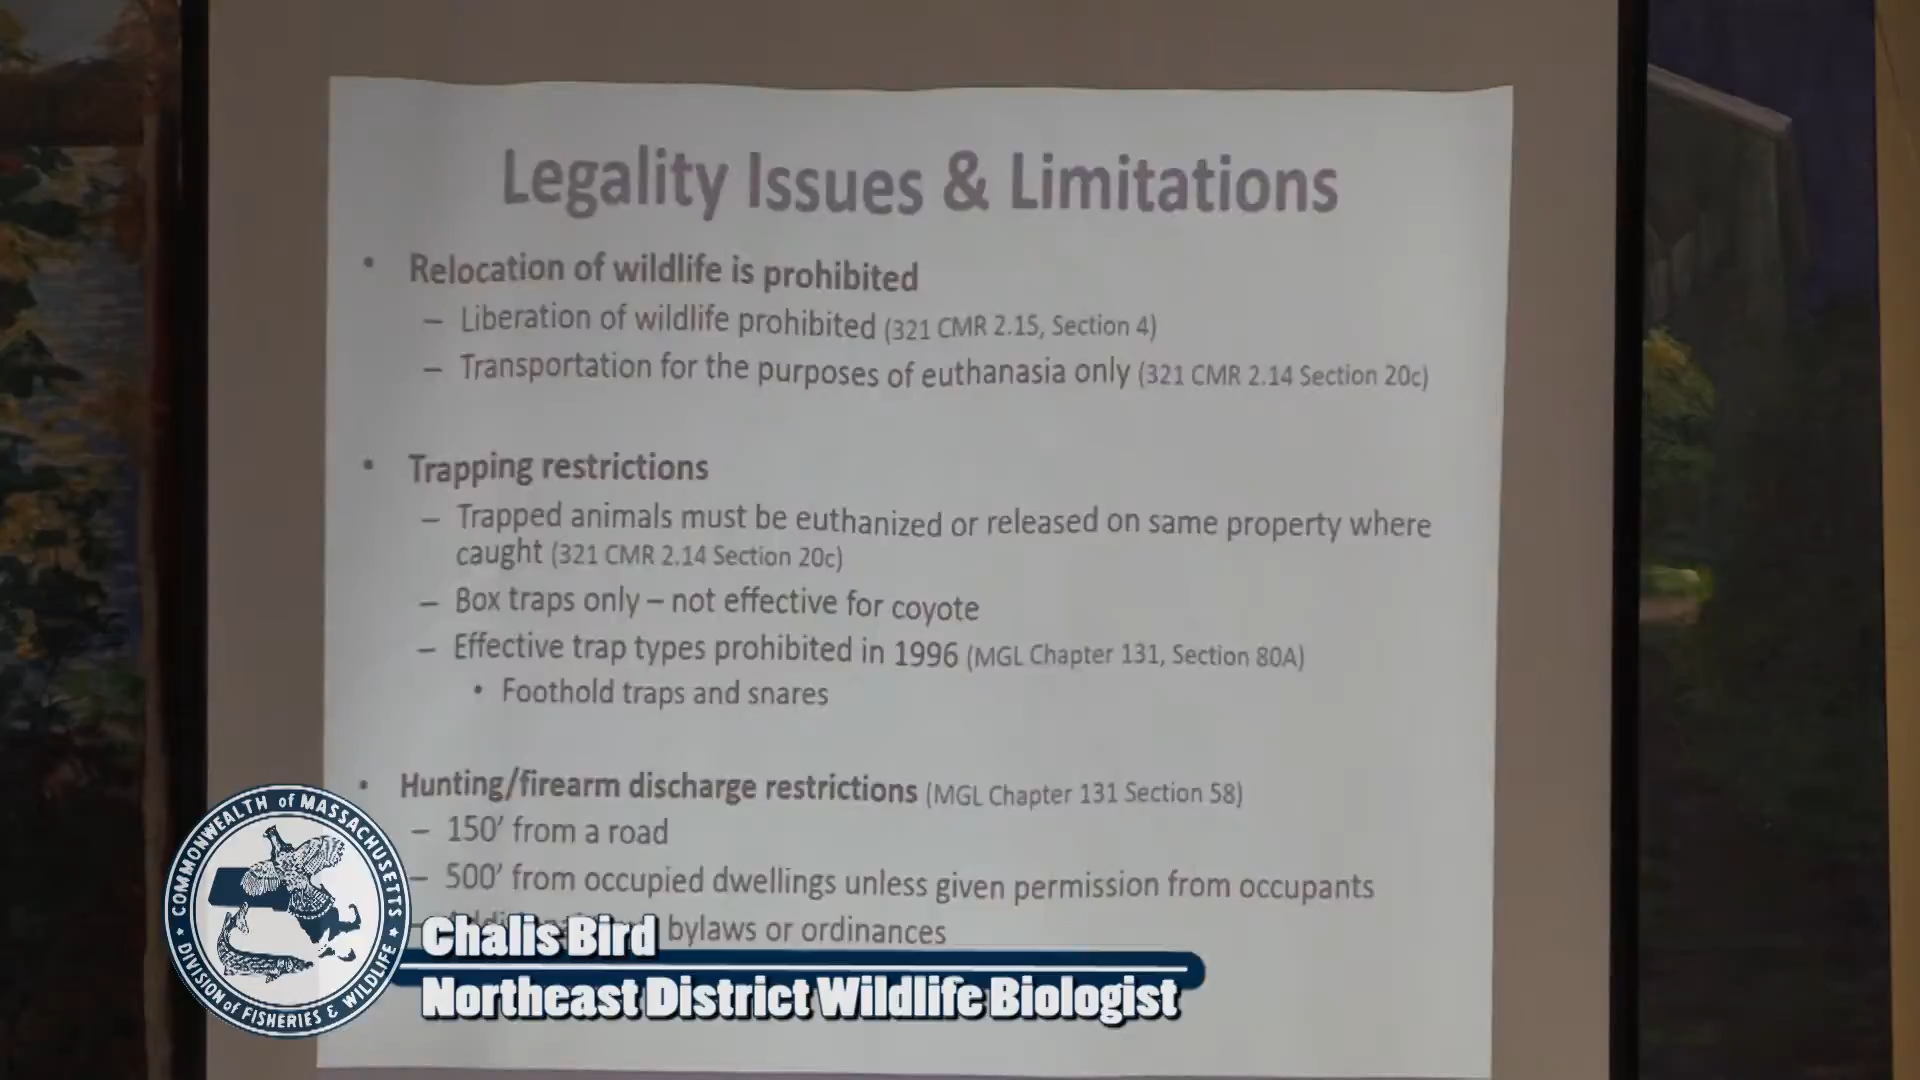 Legality Issues & Limitations
• Relocation of wildlife is prohibited
– Liberation of wildlife prohibited (321 CMR 2.15, Section 4)
– Transportation for the purposes of euthanasia only (321 CMR 2.14 Section 20c)
• Trapping restrictions
– Trapped animals must be euthanized or released on same property where
caught (321 CMR 2.14 Section 20c)
– Box traps only – not effective for coyote
– Effective trap types prohibited in 1996 (MGL Chapter 131, Section 80A)
• Foothold traps and snares
• Hunting/firearm discharge restrictions (MGL Chapter 131 Section 58)
– 150' from a road
– 500' from occupied dwellings unless given permission from occupants
bylaws or ordinances
COMMONWEALTH of MASSACHUSETTS
DIVISION of FISHERIES & WILDLIFE
Chalis Bird
Northeast District Wildlife Biologist